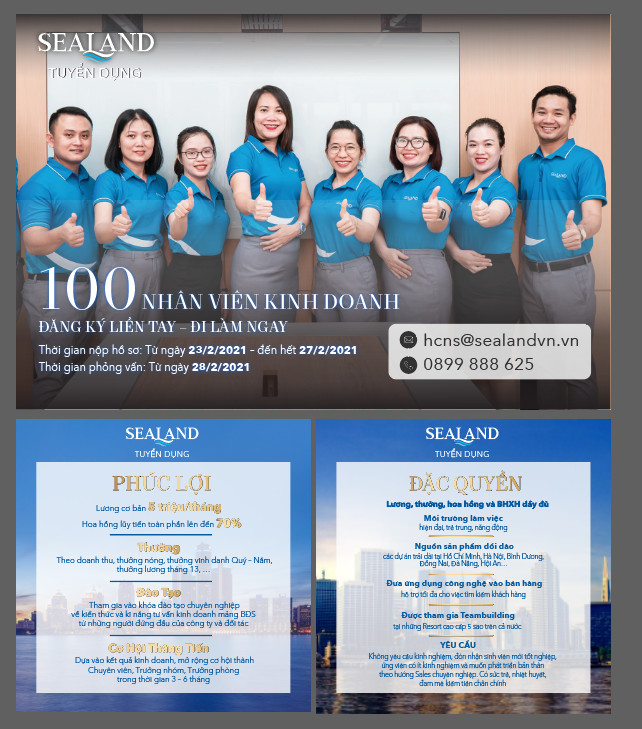 SEALAND
TUYỂN DỤNG
SEALAND
100 NHÂN VIÊN KINH DOANH
ĐĂNG KÝ LIỀN TAY – ĐI LÀM NGAY
Thời gian nộp hồ sơ: Từ ngày 23/2/2021 – đến hết 27/2/2021
Thời gian phỏng vấn: Từ ngày 28/2/2021
hcns@sealandvn.vn
0899 888 625
SEALAND
TUYỂN DỤNG
PHÚC LỢI
Lương cơ bản 5 triệu/tháng
Hoa hồng lũy tiến toàn phần lên đến 70%
Thưởng
Theo doanh thu, thưởng nóng, thưởng vinh danh Quý – Năm,
thưởng lương tháng 13, ...
Đào Tạo
Tham gia vào khóa đào tạo chuyên nghiệp
về kiến thức và kĩ năng tư vấn kinh doanh mảng BĐS
từ những người đứng đầu của công ty và đối tác
Cơ Hội Thăng Tiến
Dựa vào kết quả kinh doanh, mở rộng cơ hội thành
Chuyên viên, Trưởng nhóm, Trưởng phòng
trong thời gian 3 – 6 tháng
SEALAND
TUYỂN DỤNG
ĐẶC QUYỀN
Lương, thưởng, hoa hồng và BHXH đầy đủ
Môi trường làm việc
hiện đại, trẻ trung, năng động
Nguồn sản phẩm dồi dào
các dự án trải dài tại Hồ Chí Minh, Hà Nội, Bình Dương,
Đồng Nai, Đà Nẵng, Hội An...
Đưa ứng dụng công nghệ vào bán hàng
hỗ trợ tối đa cho việc tìm kiếm khách hàng
Được tham gia Teambuilding
tại những Resort cao cấp 5 sao trên cả nước
YÊU CẦU
Không yêu cầu kinh nghiệm, đón nhận sinh viên mới tốt nghiệp,
ứng viên có ít kinh nghiệm và muốn phát triển bản thân
theo hướng Sales chuyên nghiệp. Có sức trẻ, nhiệt huyết,
đam mê kiếm tiền chân chính